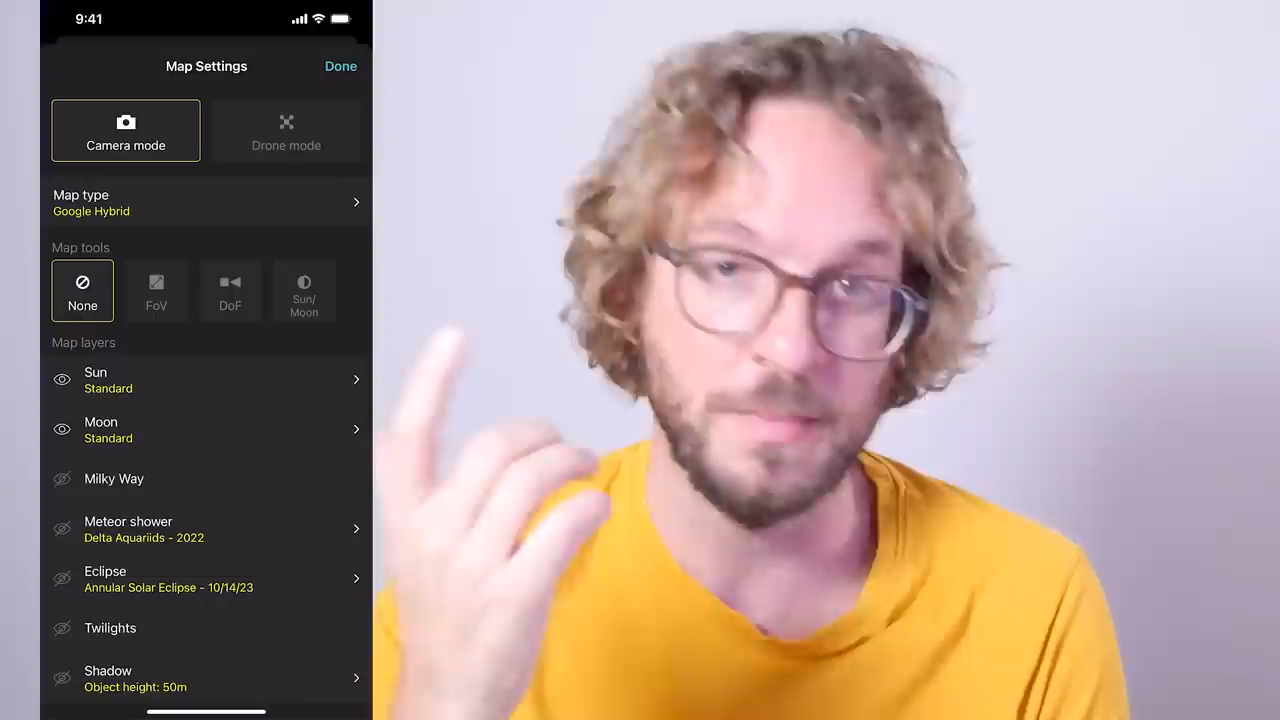 9:41
Map Settings
Done
Camera mode
Drone mode
Map type
Google Hybrid
Map tools
None
FoV
DoF
Sun/
Moon
Map layers
Sun
Standard
Moon
Standard
Milky Way
Meteor shower
Delta Aquariids - 2022
Eclipse
Annular Solar Eclipse - 10/14/23
Twilights
Shadow
Object height: 50m